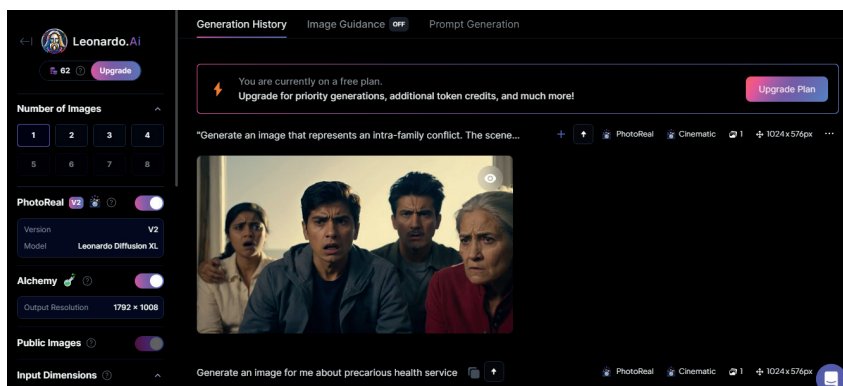 Generation History Image Guidance OFF Prompt Generation
Leonardo.Ai
62 Upgrade
You are currently on a free plan.
Upgrade for priority generations, additional token credits, and much more!
Upgrade Plan
Number of Images
1 2 3 4
5 6 7 8
"Generate an image that represents an intra-family conflict. The scene... PhotoReal Cinematic 1 1024 x 576px
PhotoReal V2
Version V2
Model Leonardo Diffusion XL
Alchemy
Output Resolution 1792 × 1008
Public Images
Input Dimensions
Generate an image for me about precarious health service PhotoReal Cinematic 1 1024 x 576px